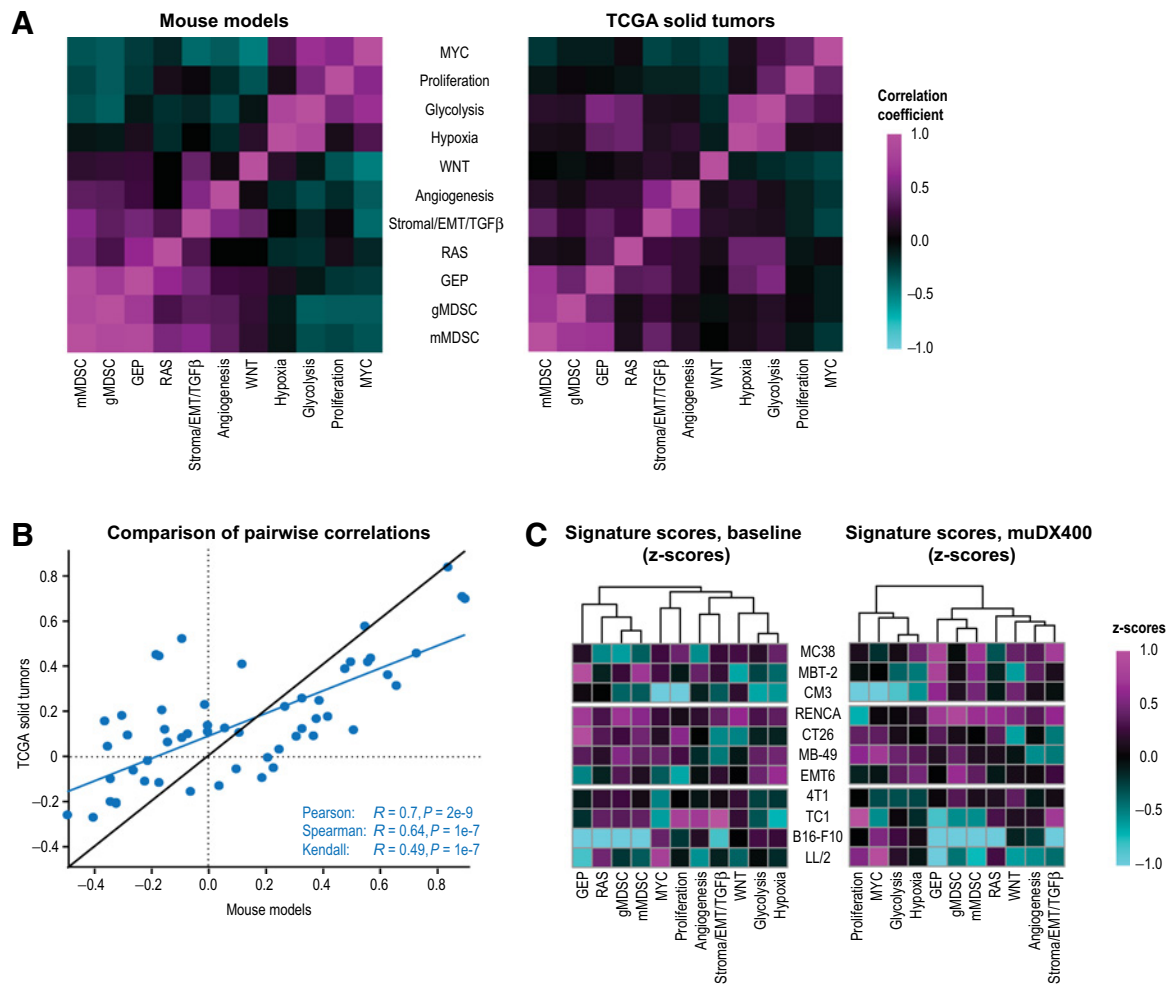 A
Mouse models
TCGA solid tumors
MYC
Proliferation
Glycolysis
Hypoxia
WNT
Angiogenesis
Stromal/EMT/TGFβ
RAS
GEP
gMDSC
mMDSC
Correlation
coefficient
1.0
0.5
0.0
−0.5
−1.0
mMDSC
gMDSC
GEP
RAS
Stroma/EMT/TGFβ
Angiogenesis
WNT
Hypoxia
Glycolysis
Proliferation
MYC
mMDSC
gMDSC
GEP
RAS
Stroma/EMT/TGFβ
Angiogenesis
WNT
Hypoxia
Glycolysis
Proliferation
MYC
B
Comparison of pairwise correlations
TCGA solid tumors
0.8
0.6
0.4
0.2
0
−0.2
−0.4
Pearson: R = 0.7, P = 2e-9
Spearman: R = 0.64, P = 1e-7
Kendall: R = 0.49, P = 1e-7
−0.4
−0.2
0.0
0.2
0.4
0.6
0.8
Mouse models
C
Signature scores, baseline
(z-scores)
Signature scores, muDX400
(z-scores)
MC38
MBT-2
CM3
RENCA
CT26
MB-49
EMT6
4T1
TC1
B16-F10
LL/2
GEP
RAS
gMDSC
mMDSC
MYC
Proliferation
Angiogenesis
Stroma/EMT/TGFβ
WNT
Glycolysis
Hypoxia
Proliferation
MYC
Glycolysis
Hypoxia
GEP
gMDSC
mMDSC
RAS
WNT
Angiogenesis
Stroma/EMT/TGFβ
z-scores
1.0
0.5
0.0
−0.5
−1.0